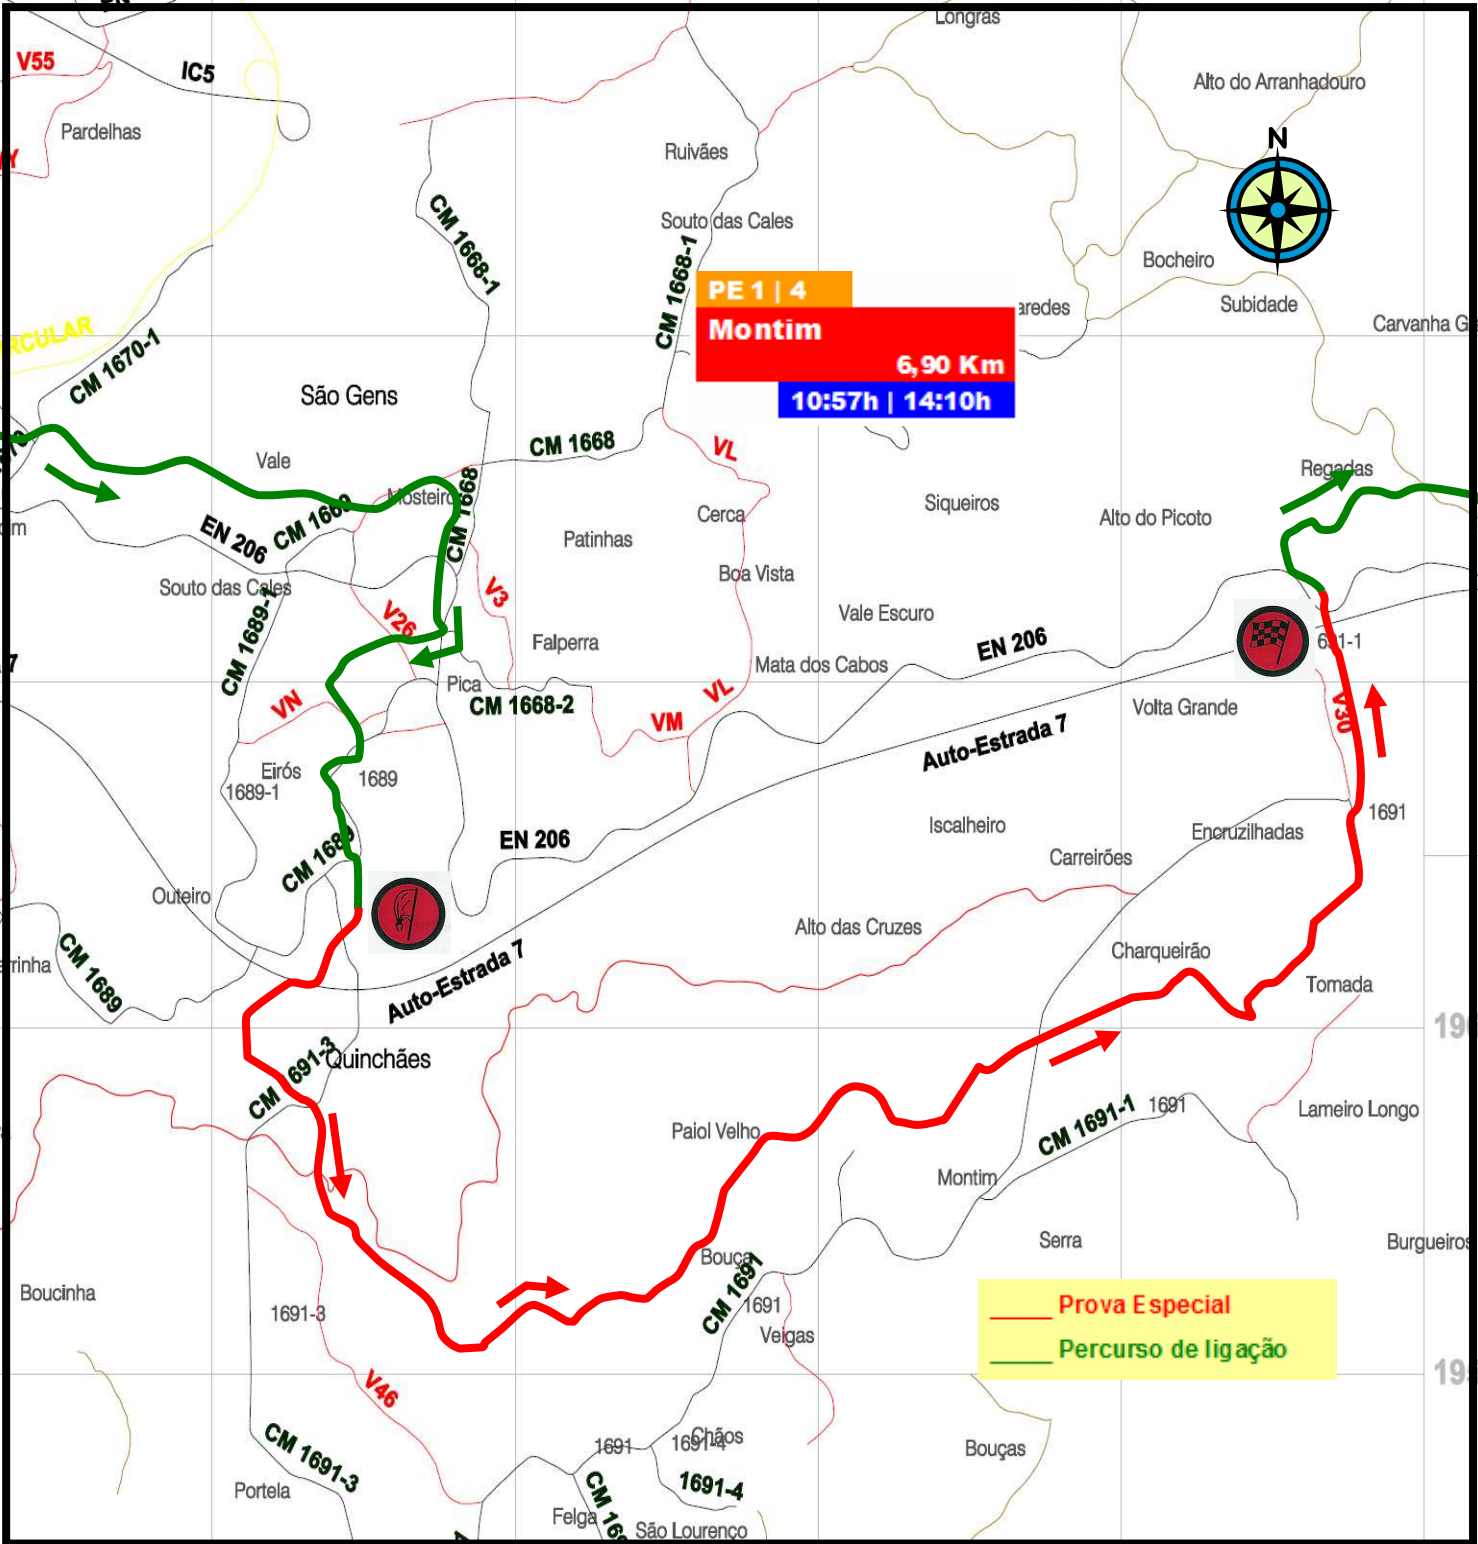 Longras
V55
IC5
Alto do Arranhadouro
Pardelhas
N
Ruivães
CM 1668-1
Souto das Cales
CM 1668-1
Bocheiro
PE 1 | 4
Subidade
Montim
6,90 Km
10:57h | 14:10h
CM 1670-1
São Gens
CM 1668
VL
Vale
Regadas
Mosteiro
Siqueiros
Cerca
Alto do Picoto
CM 1668
EN 206
Patinhas
Boa Vista
Souto das Cales
V3
V26
Vale Escuro
CM 1689-1
Falperra
EN 206
Mata dos Cabos
Pica
VL
VN
CM 1668-2
VM
Volta Grande
V30
Auto-Estrada 7
Eirós
1689
1689-1
1691
Iscalheiro
Encruzilhadas
EN 206
Carreirões
CM 1689
Outeiro
Alto das Cruzes
Charqueirão
CM 1689
Auto-Estrada 7
Tomada
Quinchães
Lameiro Longo
CM 1691-1
1691
Paiol Velho
Montim
Serra
Burgueiros
Bouça
CM 1691
Boucinha
1691-3
1691
Veigas
Prova Especial
Percurso de ligação
V46
Chãos
1691
1691-4
Bouças
CM 1691-3
1691-4
Portela
Felga
São Lourenço